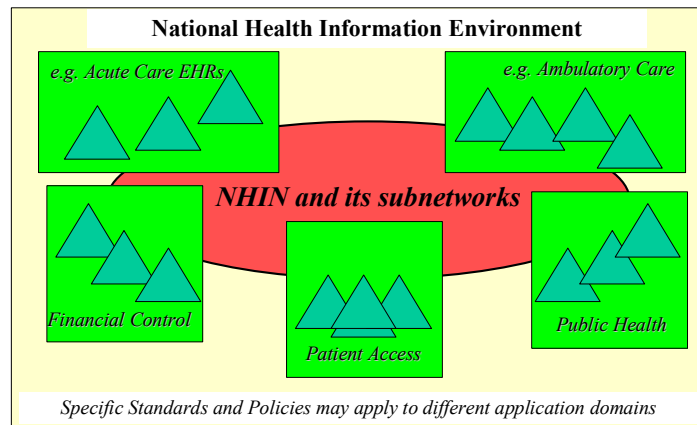 National Health Information Environment
e.g. Acute Care EHRs
e.g. Ambulatory Care
NHIN and its subnetworks
Financial Control
Patient Access
Public Health
Specific Standards and Policies may apply to different application domains